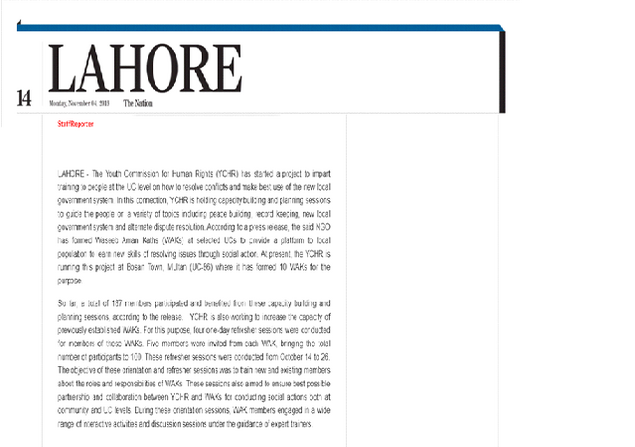 LAHORE
14
Monday, November 04, 2013 The Nation
Staff Reporter
LAHORE - The Youth Commission for Human Rights (YCHR) has started a project to impart
training to people at the UC level on how to resolve conflicts and make best use of the new local
government system. In this connection, YCHR is holding capacity building and planning sessions
to guide the people on a variety of topics including peace building, record keeping, new local
government system and alternate dispute resolution. According to a press release, the said NGO
has formed Waseeb Aman Kaths (WAKs) at selected UCs to provide a platform to local
population to learn new skills of resolving issues through social action. At present, the YCHR is
running this project at Bosan Town, Multan (UC-56) where it has formed 10 WAKs for the
purpose.
So far, a total of 137 members participated and benefited from these capacity building and
planning sessions, according to the release. YCHR is also working to increase the capacity of
previously established WAKs. For this purpose, four one-day refresher sessions were conducted
for members of those WAKs. Five members were invited from each WAK, bringing the total
number of participants to 100. These refresher sessions were conducted from October 14 to 26.
The objective of these orientation and refresher sessions was to train new and existing members
about the roles and responsibilities of WAKs. These sessions also aimed to ensure best possible
partnership and collaboration between YCHR and WAKs for conducting social actions both at
community and UC levels. During these orientation sessions, WAK members engaged in a wide
range of interactive activities and discussion sessions under the guidance of expert trainers.